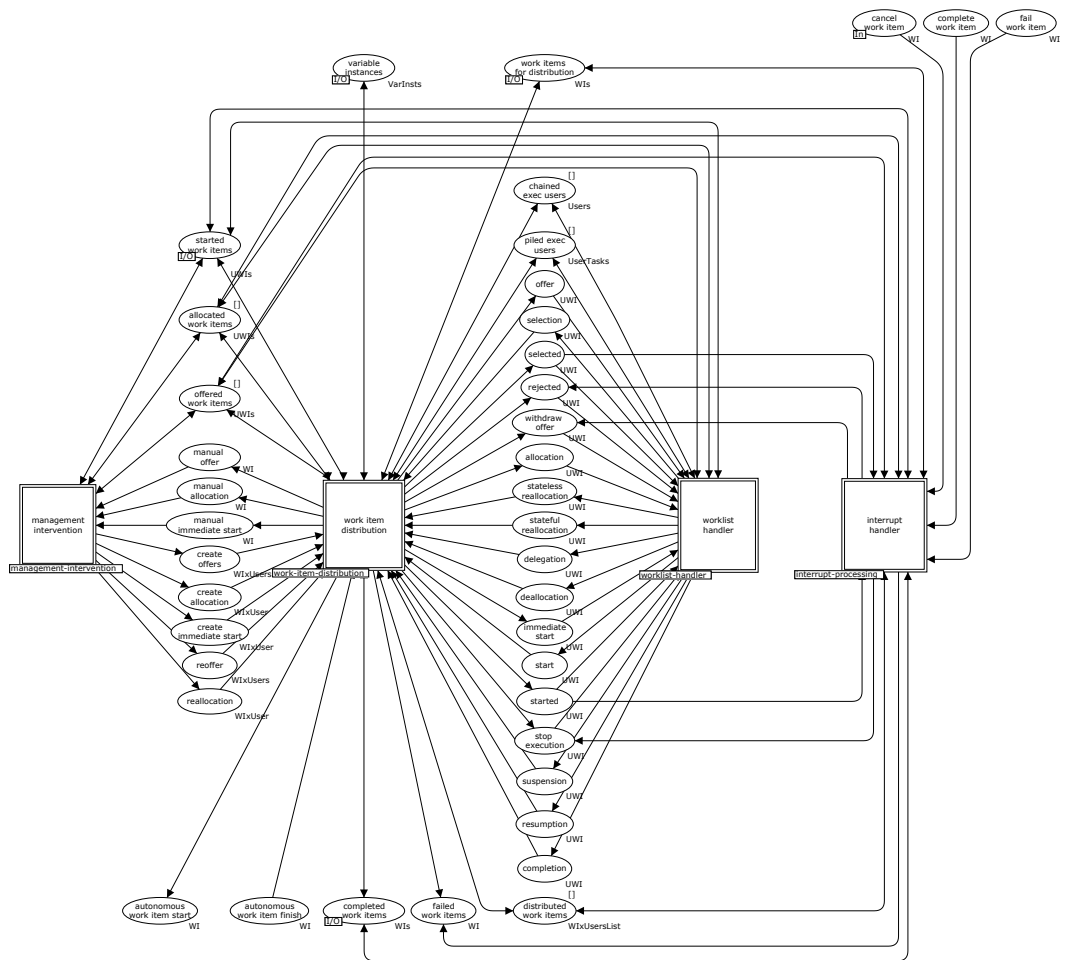 cancel
work item
In
WI
complete
work item
WI
fail
work item
WI
variable
instances
I/O
VarInsts
work items
for distribution
I/O
WIs
[]
chained
exec users
Users
[]
piled exec
users
UserTasks
started
work items
I/O
UWIs
offer
UWI
[]
allocated
work items
UWIs
selection
UWI
selected
UWI
[]
offered
work items
UWIs
rejected
UWI
withdraw
offer
UWI
manual
offer
WI
allocation
UWI
manual
allocation
WI
stateless
reallocation
UWI
manual
immediate start
WI
stateful
reallocation
UWI
management
intervention
management-intervention
work item
distribution
work-item-distribution
worklist
handler
worklist-handler
interrupt
handler
interrupt-processing
create
offers
WIxUsers
delegation
UWI
create
allocation
WIxUser
deallocation
UWI
create
immediate start
WIxUser
immediate
start
UWI
reoffer
WIxUsers
start
UWI
reallocation
WIxUser
started
UWI
stop
execution
UWI
suspension
UWI
resumption
UWI
completion
UWI
autonomous
work item start
WI
autonomous
work item finish
WI
completed
work items
I/O
WIs
failed
work items
WI
[]
distributed
work items
WIxUsersList